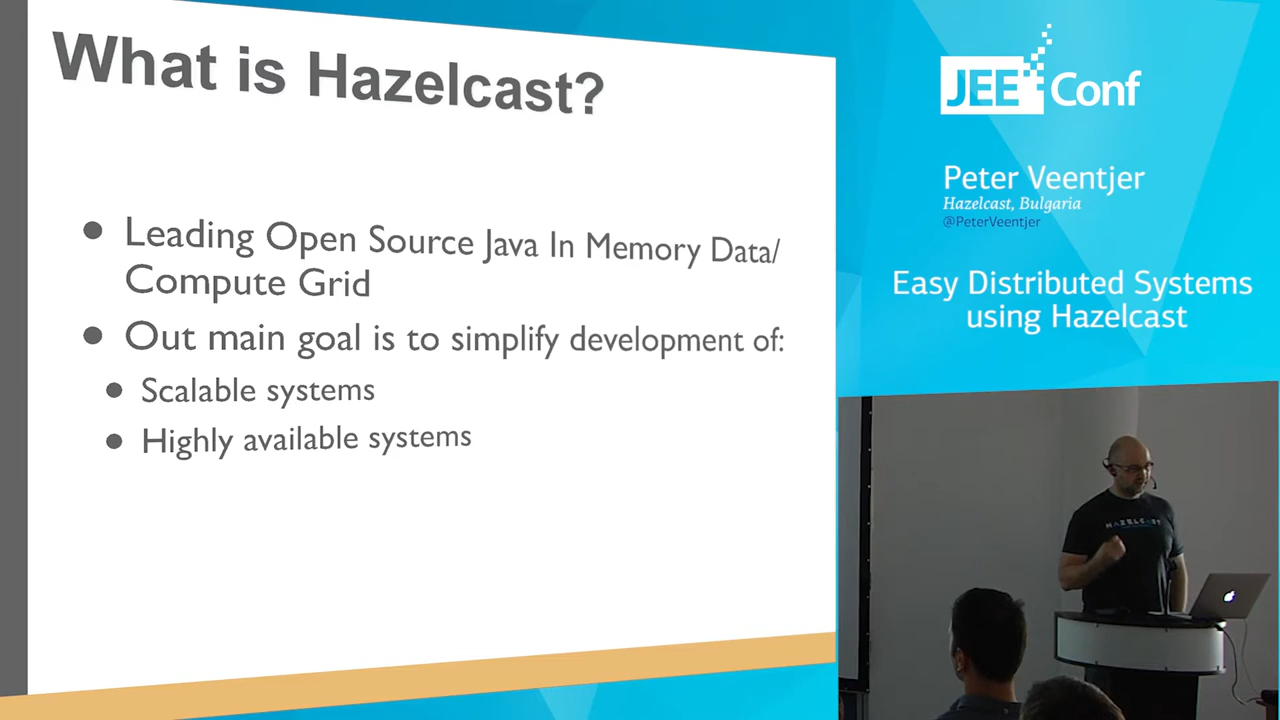 What is Hazelcast?
● Leading Open Source Java In Memory Data/
Compute Grid
● Out main goal is to simplify development of:
● Scalable systems
● Highly available systems
JEE Conf
Peter Veentjer
Hazelcast, Bulgaria
@PeterVeentjer
Easy Distributed Systems
using Hazelcast
HAZELCAST